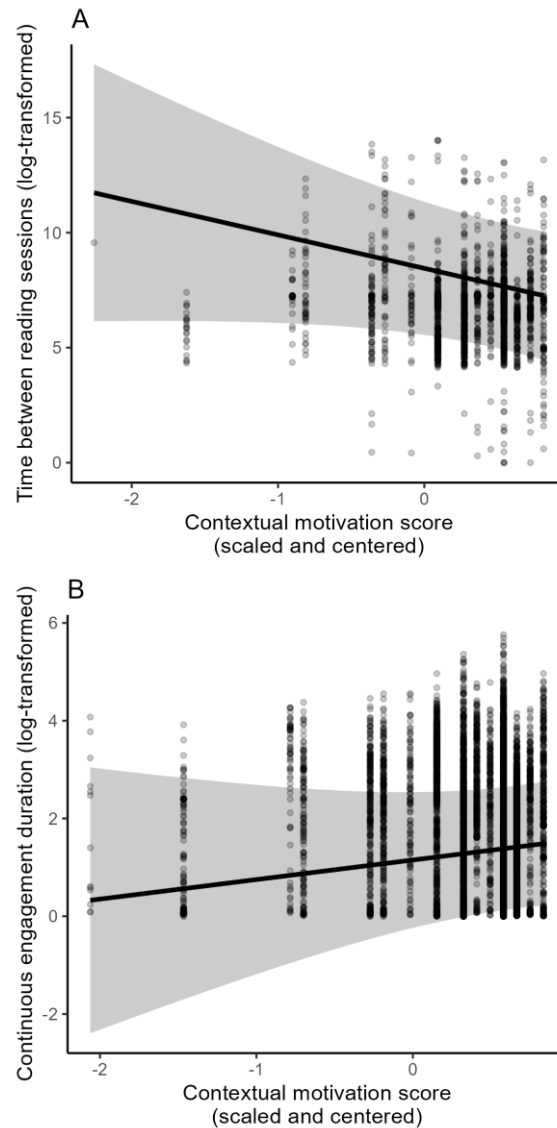 A
Time between reading sessions (log-transformed)
15
10
5
0
-2
-1
0
Contextual motivation score
(scaled and centered)
B
Continuous engagement duration (log-transformed)
6
4
2
0
-2
-2
-1
0
Contextual motivation score
(scaled and centered)